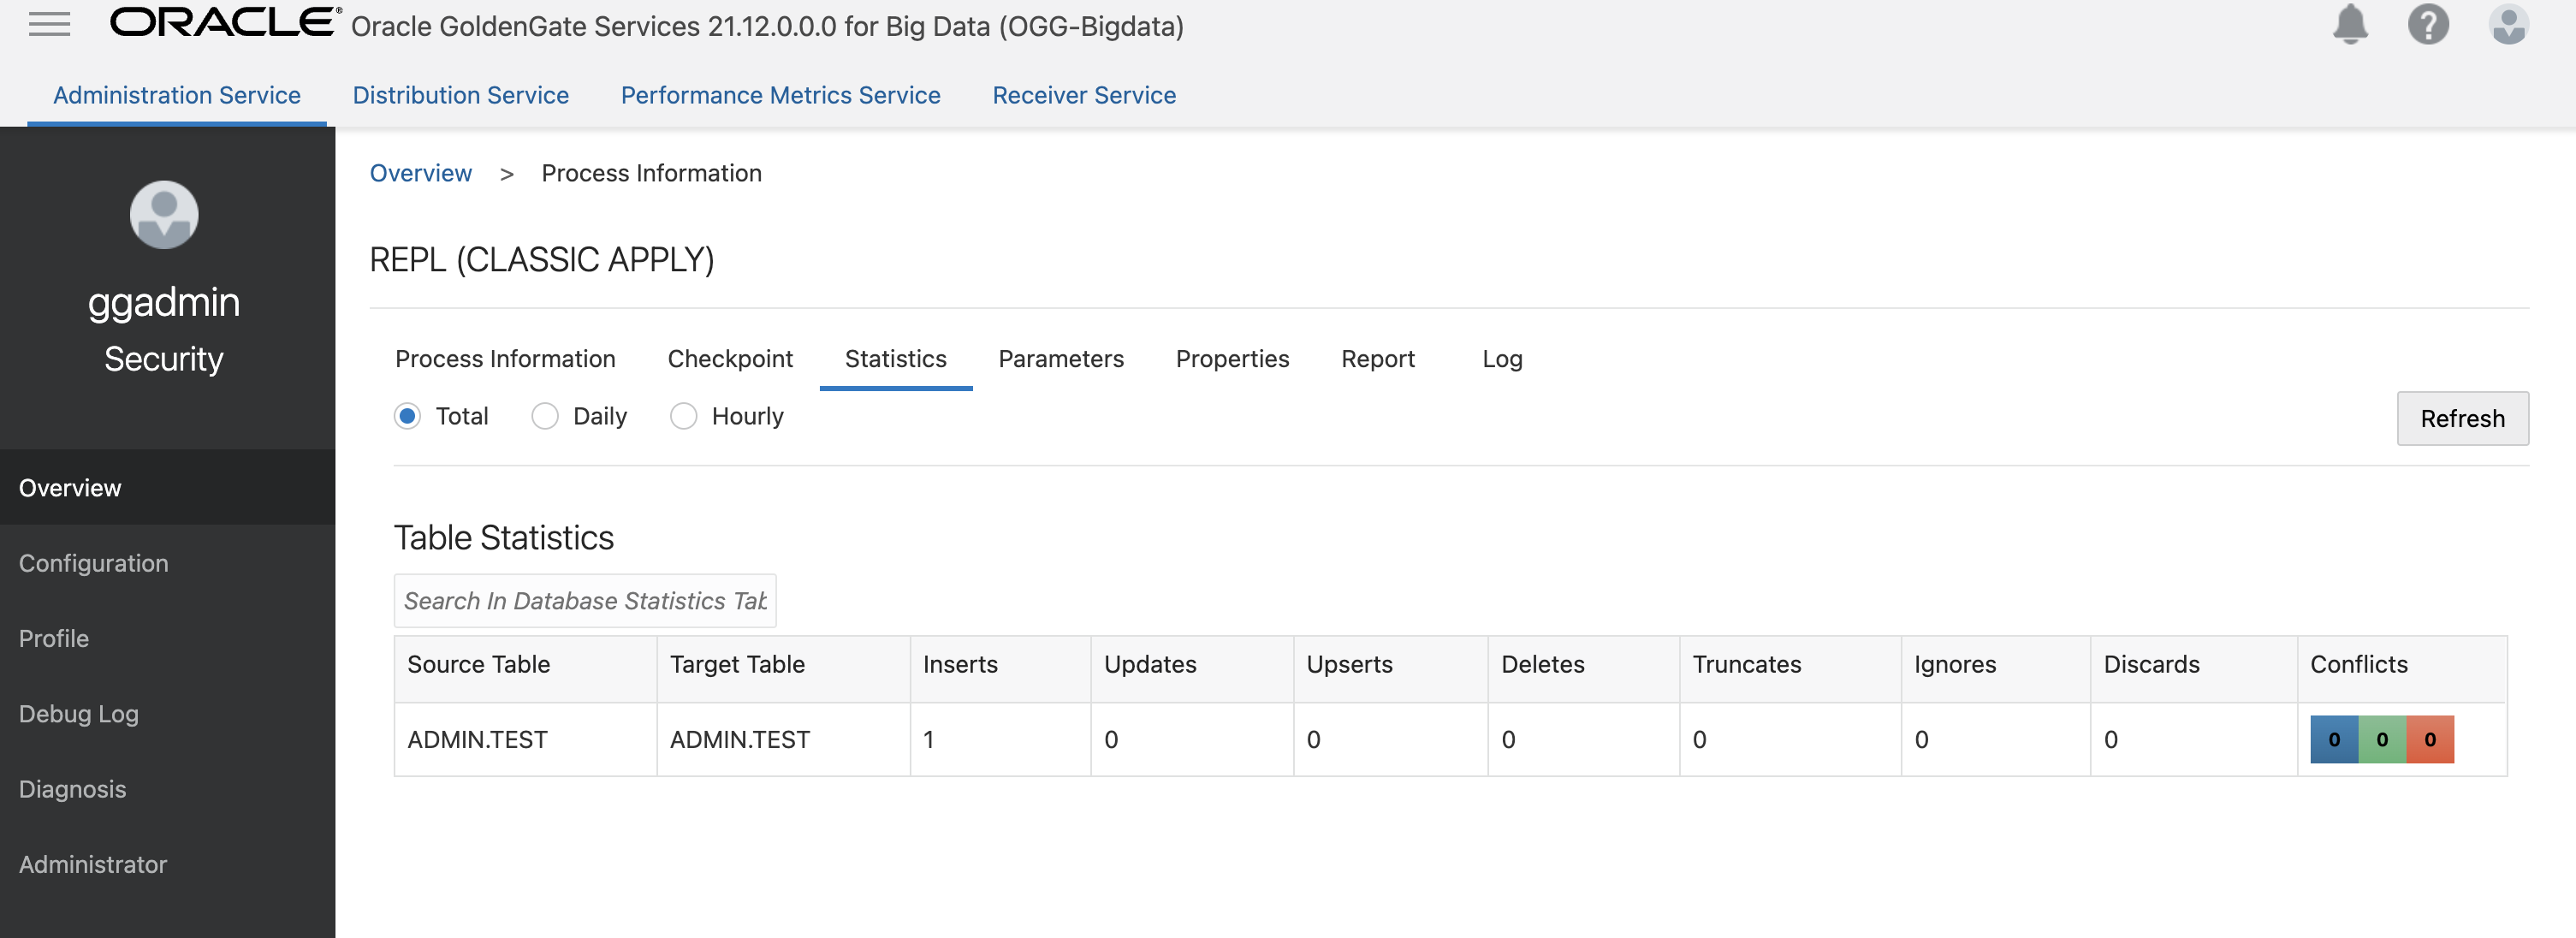 ORACLE® Oracle GoldenGate Services 21.12.0.0.0 for Big Data (OGG-Bigdata) ?
Administration Service Distribution Service Performance Metrics Service Receiver Service
ggadmin
Security
Overview
Configuration
Profile
Debug Log
Diagnosis
Administrator
Overview > Process Information
REPL (CLASSIC APPLY)
Process Information Checkpoint Statistics Parameters Properties Report Log
Total Daily Hourly
Refresh
Table Statistics
Search In Database Statistics Tab
Source Table Target Table Inserts Updates Upserts Deletes Truncates Ignores Discards Conflicts
ADMIN.TEST ADMIN.TEST 1 0 0 0 0 0 0 0 0 0